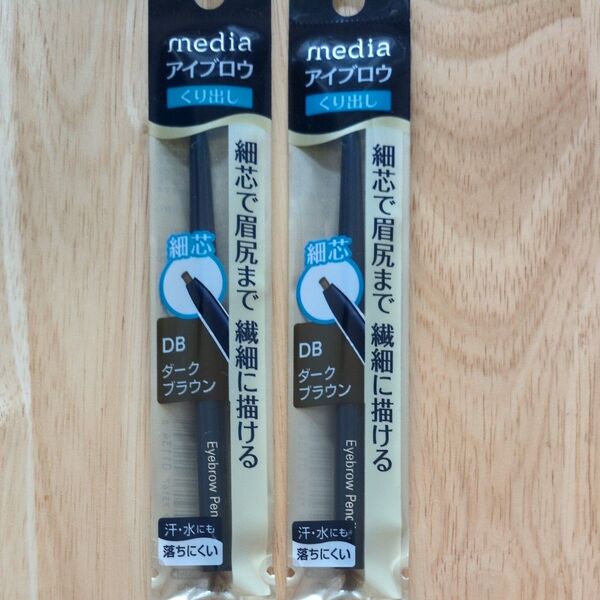 media
アイブロウ
くり出し
細芯で眉尻まで 繊細に描ける
細芯
DB
ダーク
ブラウン
Eyebrow Pen
汗・水にも
落ちにくい
media
アイブロウ
くり出し
細芯で眉尻まで 繊細に描ける
細芯
DB
ダーク
ブラウン
Eyebrow Penc
汗・水にも
落ちにくい